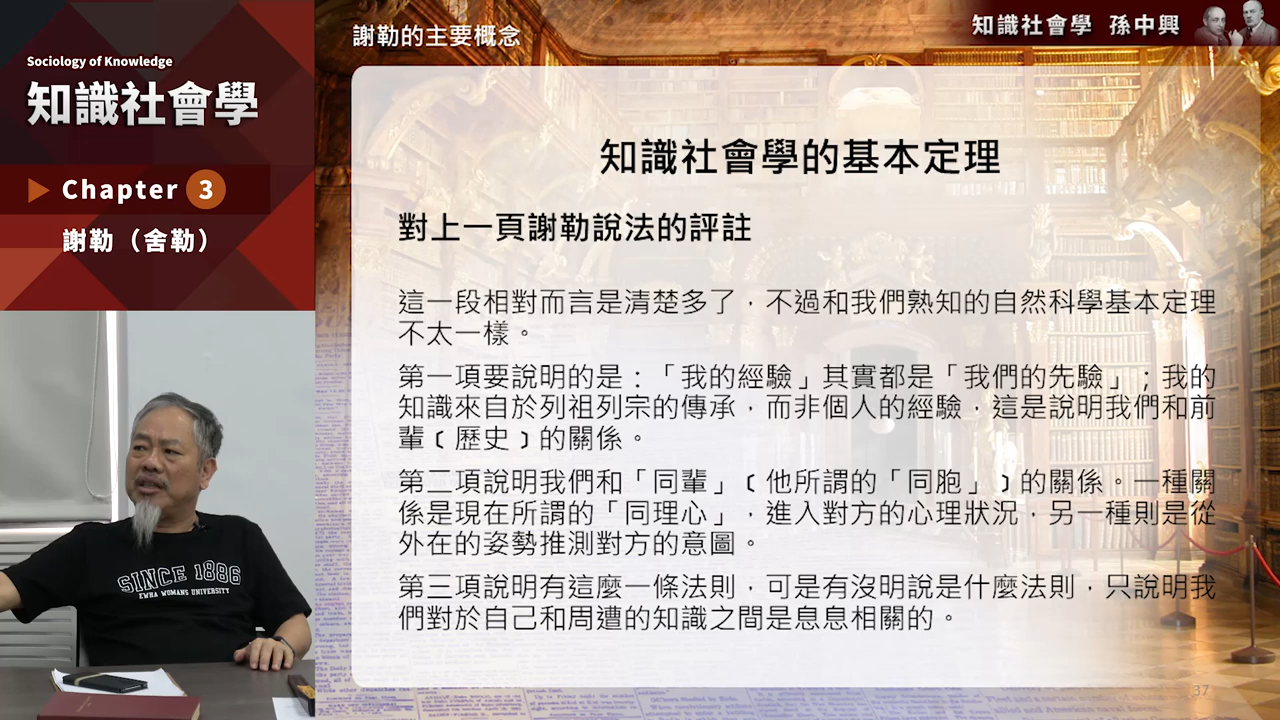 Sociology of Knowledge
知識社會學
Chapter 3
謝勒（舍勒）
謝勒的主要概念
知識社會學 孫中興
知識社會學的基本定理
對上一頁謝勒說法的評註
這一段相對而言是清楚多了，不過和我們熟知的自然科學基本定理
不太一樣。
第一項要說明的是：「我的經驗」其實都是「我們的先驗」；我的
知識來自於列祖列宗的傳承，而非個人的經驗，這是說明我們和前
輩﹝歷史﹞的關係。
第二項說明我們和「同輩」﹝他所謂的「同胞」﹞的關係。一種關
係是現在所謂的「同理心」，進入對方的心理狀況，另一種則是從
外在的姿勢推測對方的意圖。
第三項說明有這麼一條法則，可是有沒明說是什麼法則，只說明我
們對於自己和周遭的知識之間是息息相關的。
37
SINCE 1886
EWHA WOMANS UNIVERSITY